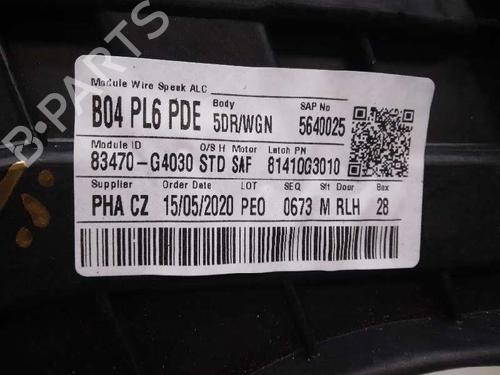 B-PARTS
Module Wire Speak ALC
B04 PL6 PDE Body 5DR/WGN SAP No 5640025
Module ID O/S H Motor Latch PN
83470-G4030 STD SAF 81410G3010
Supplier Order Date LOT SEQ Sft Door Box
PHA CZ 15/05/2020 PEO 0673 M RLH 28